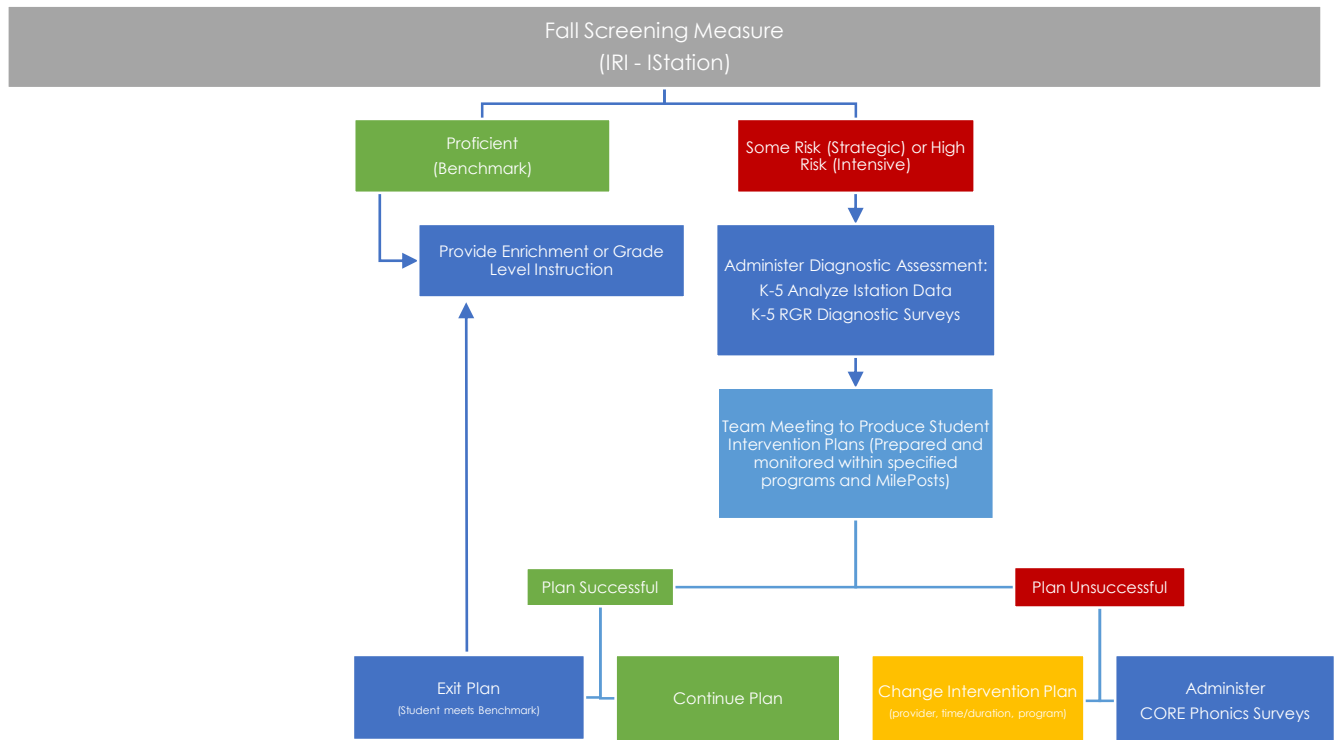 Fall Screening Measure
(IRI - IStation)
Proficient
(Benchmark)
Some Risk (Strategic) or High
Risk (Intensive)
Provide Enrichment or Grade
Level Instruction
Administer Diagnostic Assessment:
K-5 Analyze Istation Data
K-5 RGR Diagnostic Surveys
Team Meeting to Produce Student
Intervention Plans (Prepared and
monitored within specified
programs and MilePosts)
Plan Successful
Plan Unsuccessful
Exit Plan
(Student meets Benchmark)
Continue Plan
Change Intervention Plan
(provider, time/duration, program)
Administer
CORE Phonics Surveys